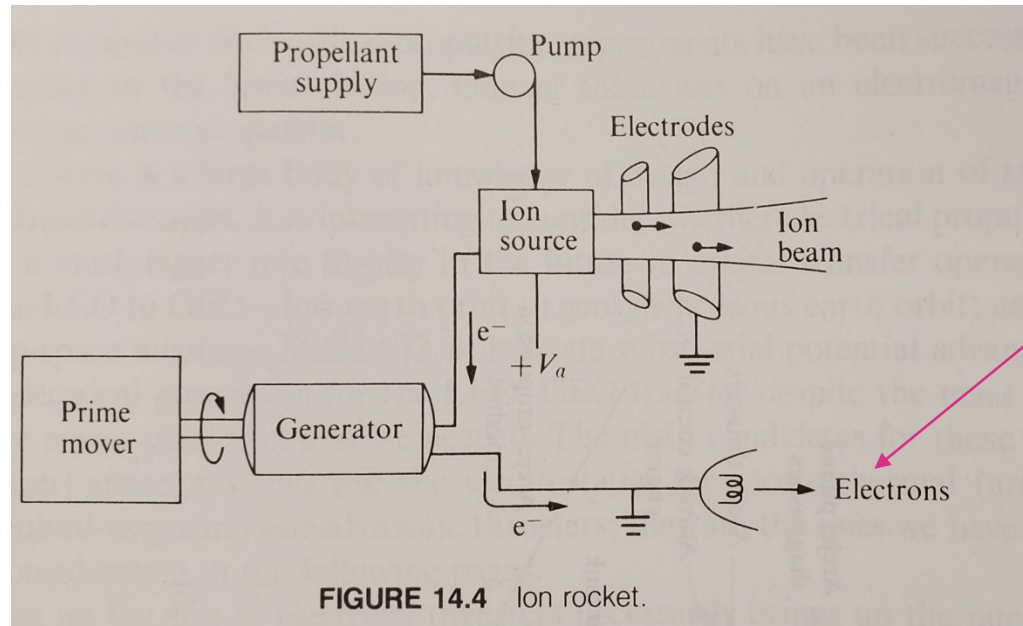 Propellant
supply
Pump
Electrodes
Ion
source
Ion
beam
e⁻
+Vₐ
Prime
mover
Generator
Electrons
e⁻
FIGURE 14.4 Ion rocket.